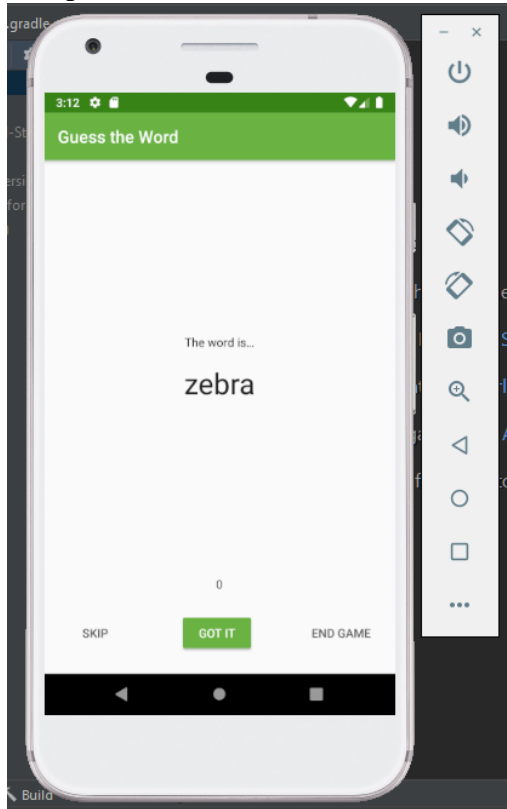 .gradle
3:12
Guess the Word
The word is...
zebra
0
SKIP
GOT IT
END GAME
Build